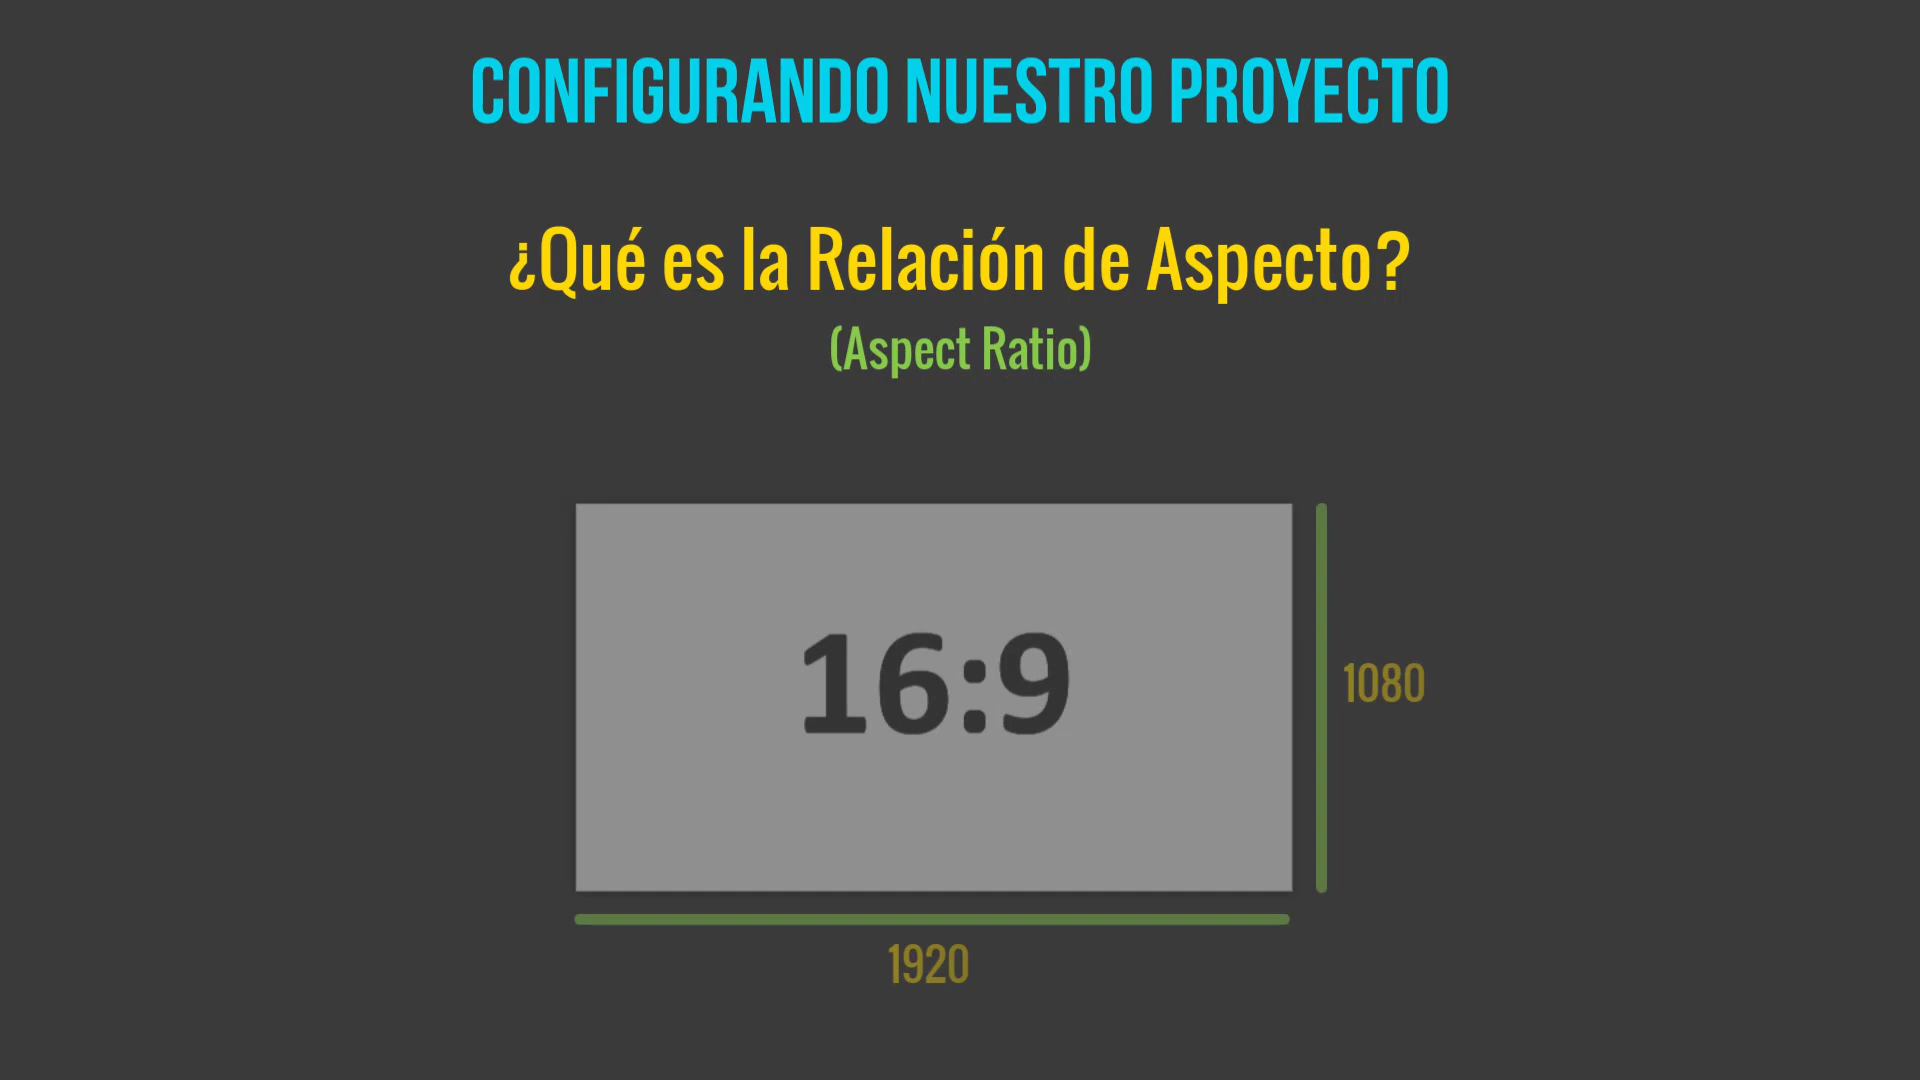 CONFIGURANDO NUESTRO PROYECTO
¿Qué es la Relación de Aspecto?
(Aspect Ratio)
16:9
1080
1920